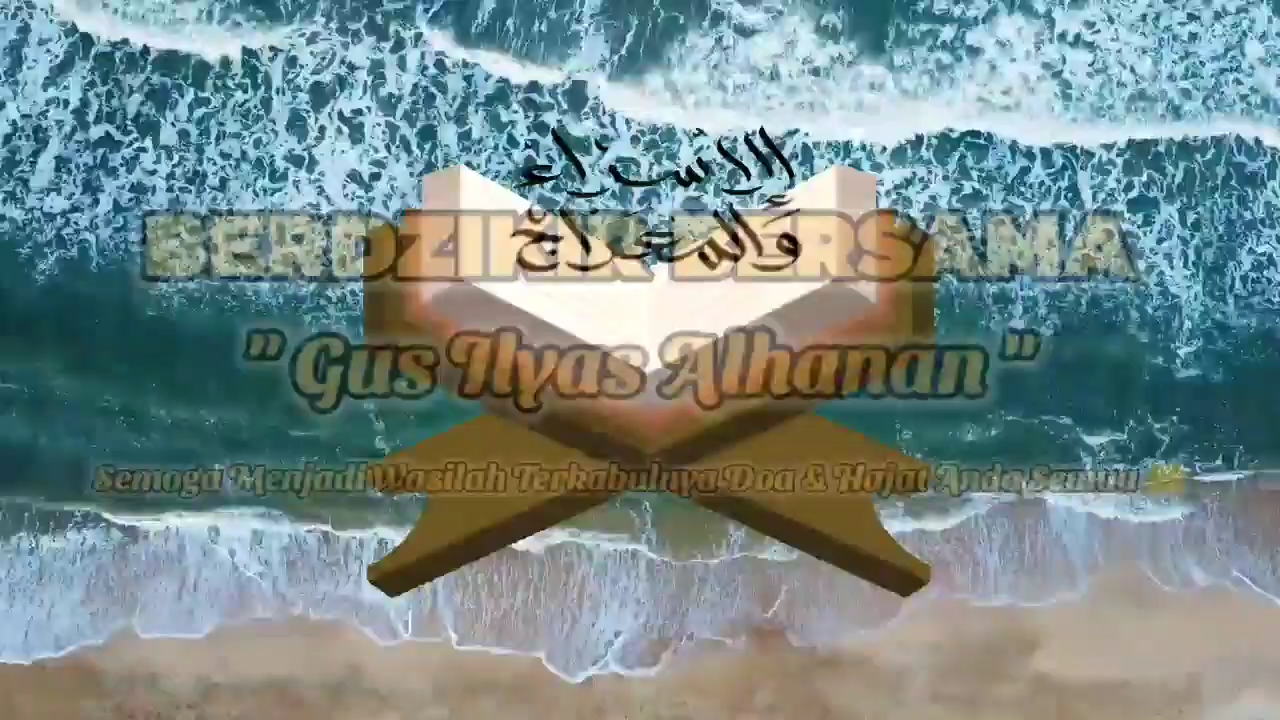 الإسراء
والمعراج
BERDZIKIR BERSAMA
"Gus Ilyas Alhanan"
Semoga Menjadi Wasilah Terkabulnya Doa & Hajat Anda Semua